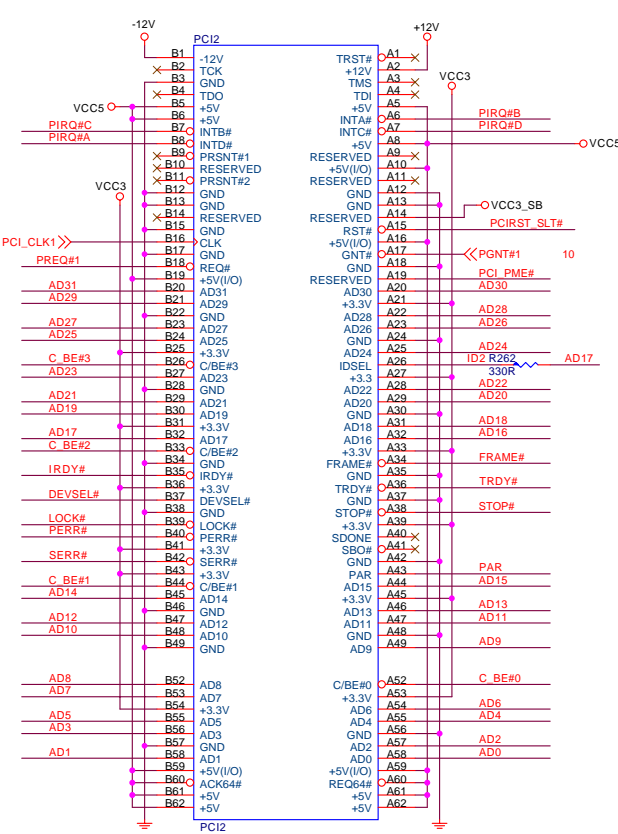 -12V +12V
PCI2
B1 -12V TRST# A1
B2 TCK +12V A2
B3 GND TMS A3
VCC3
B4 TDO TDI A4
VCC5 B5 +5V +5V A5
B6 +5V INTA# A6 PIRQ#B
PIRQ#C B7 INTB# INTC# A7 PIRQ#D
PIRQ#A B8 INTD# +5V A8 VCC5
B9 PRSNT#1 RESERVED A9
B10 RESERVED +5V(I/O) A10
B11 PRSNT#2 RESERVED A11
VCC3 B12 GND GND A12
B13 GND GND A13 VCC3_SB
B14 RESERVED RESERVED A14
B15 GND RST# A15 PCIRST_SLT#
PCI_CLK1 B16 CLK +5V(I/O) A16
B17 GND GNT# A17 PGNT#1 10
PREQ#1 B18 REQ# GND A18
B19 +5V(I/O) RESERVED A19 PCI_PME#
AD31 B20 AD31 AD30 A20 AD30
AD29 B21 AD29 +3.3V A21
B22 GND AD28 A22 AD28
AD27 B23 AD27 AD26 A23 AD26
AD25 B24 AD25 GND A24
B25 +3.3V AD24 A25 AD24
C_BE#3 B26 C/BE#3 IDSEL A26 ID2 R262 AD17
AD23 B27 AD23 +3.3 A27 330R
B28 GND AD22 A28 AD22
AD21 B29 AD21 AD20 A29 AD20
AD19 B30 AD19 GND A30
B31 +3.3V AD18 A31 AD18
AD17 B32 AD17 AD16 A32 AD16
C_BE#2 B33 C/BE#2 +3.3V A33
B34 GND FRAME# A34 FRAME#
IRDY# B35 IRDY# GND A35
B36 +3.3V TRDY# A36 TRDY#
DEVSEL# B37 DEVSEL# GND A37
B38 GND STOP# A38 STOP#
LOCK# B39 LOCK# +3.3V A39
PERR# B40 PERR# SDONE A40
B41 +3.3V SBO# A41
SERR# B42 SERR# GND A42
B43 +3.3V PAR A43 PAR
C_BE#1 B44 C/BE#1 AD15 A44 AD15
AD14 B45 AD14 +3.3V A45
B46 GND AD13 A46 AD13
AD12 B47 AD12 AD11 A47 AD11
AD10 B48 AD10 GND A48
B49 GND AD9 A49 AD9
AD8 B52 AD8 C/BE#0 A52 C_BE#0
AD7 B53 AD7 +3.3V A53
B54 +3.3V AD6 A54 AD6
AD5 B55 AD5 AD4 A55 AD4
AD3 B56 AD3 GND A56
B57 GND AD2 A57 AD2
AD1 B58 AD1 AD0 A58 AD0
B59 +5V(I/O) +5V(I/O) A59
B60 ACK64# REQ64# A60
B61 +5V +5V A61
B62 +5V +5V A62
PCI2